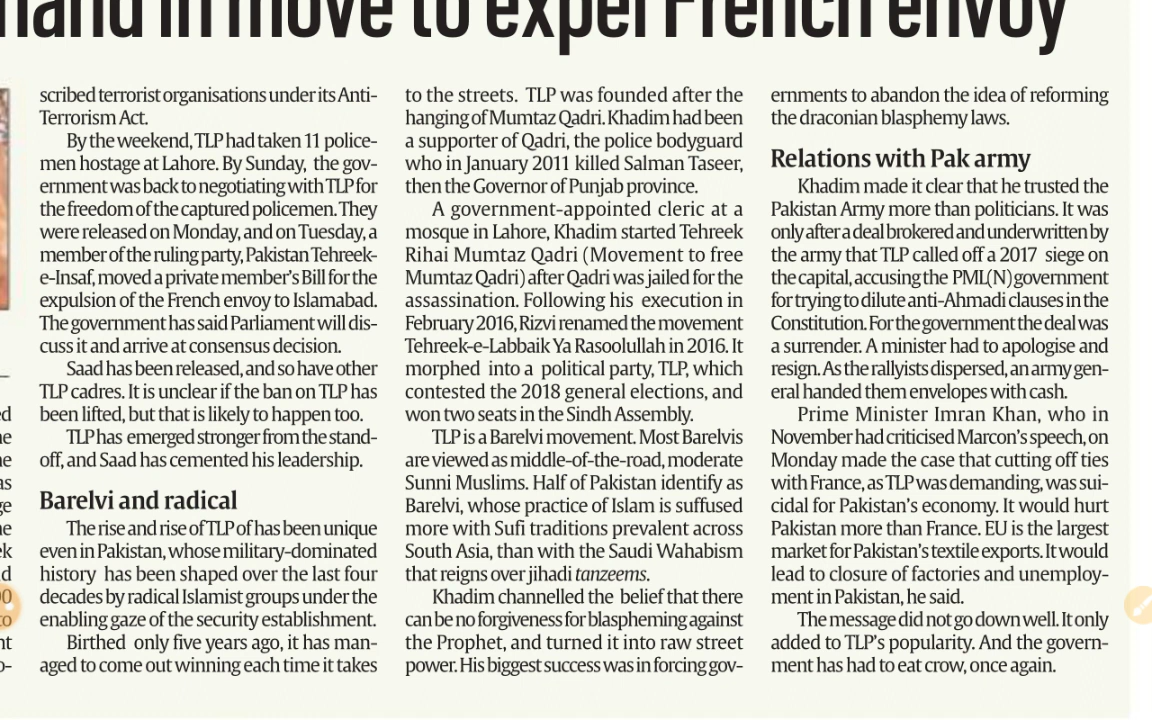 hand in move to expel French envoy
scribed terrorist organisations under its Anti-
Terrorism Act.
By the weekend, TLP had taken 11 police-
men hostage at Lahore. By Sunday, the gov-
ernment was back to negotiating with TLP for
the freedom of the captured policemen. They
were released on Monday, and on Tuesday, a
member of the ruling party, Pakistan Tehreek-
e-Insaf, moved a private member's Bill for the
expulsion of the French envoy to Islamabad.
The government has said Parliament will dis-
cuss it and arrive at consensus decision.
Saad has been released, and so have other
TLP cadres. It is unclear if the ban on TLP has
been lifted, but that is likely to happen too.
TLP has emerged stronger from the stand-
off, and Saad has cemented his leadership.
Barelvi and radical
The rise and rise of TLP of has been unique
even in Pakistan, whose military-dominated
history has been shaped over the last four
decades by radical Islamist groups under the
enabling gaze of the security establishment.
Birthed only five years ago, it has man-
aged to come out winning each time it takes
to the streets. TLP was founded after the
hanging of Mumtaz Qadri. Khadim had been
a supporter of Qadri, the police bodyguard
who in January 2011 killed Salman Taseer,
then the Governor of Punjab province.
A government-appointed cleric at a
mosque in Lahore, Khadim started Tehreek
Rihai Mumtaz Qadri (Movement to free
Mumtaz Qadri) after Qadri was jailed for the
assassination. Following his execution in
February 2016, Rizvi renamed the movement
Tehreek-e-Labbaik Ya Rasoolullah in 2016. It
morphed into a political party, TLP, which
contested the 2018 general elections, and
won two seats in the Sindh Assembly.
TLP is a Barelvi movement. Most Barelvis
are viewed as middle-of-the-road, moderate
Sunni Muslims. Half of Pakistan identify as
Barelvi, whose practice of Islam is suffused
more with Sufi traditions prevalent across
South Asia, than with the Saudi Wahabism
that reigns over jihadi tanzeems.
Khadim channelled the belief that there
can be no forgiveness for blaspheming against
the Prophet, and turned it into raw street
power. His biggest success was in forcing gov-
ernments to abandon the idea of reforming
the draconian blasphemy laws.
Relations with Pak army
Khadim made it clear that he trusted the
Pakistan Army more than politicians. It was
only after a deal brokered and underwritten by
the army that TLP called off a 2017 siege on
the capital, accusing the PML(N) government
for trying to dilute anti-Ahmadi clauses in the
Constitution. For the government the deal was
a surrender. A minister had to apologise and
resign. As the rallyists dispersed, an army gen-
eral handed them envelopes with cash.
Prime Minister Imran Khan, who in
November had criticised Marcon's speech, on
Monday made the case that cutting off ties
with France, as TLP was demanding, was sui-
cidal for Pakistan's economy. It would hurt
Pakistan more than France. EU is the largest
market for Pakistan's textile exports. It would
lead to closure of factories and unemploy-
ment in Pakistan, he said.
The message did not go down well. It only
added to TLP's popularity. And the govern-
ment has had to eat crow, once again.